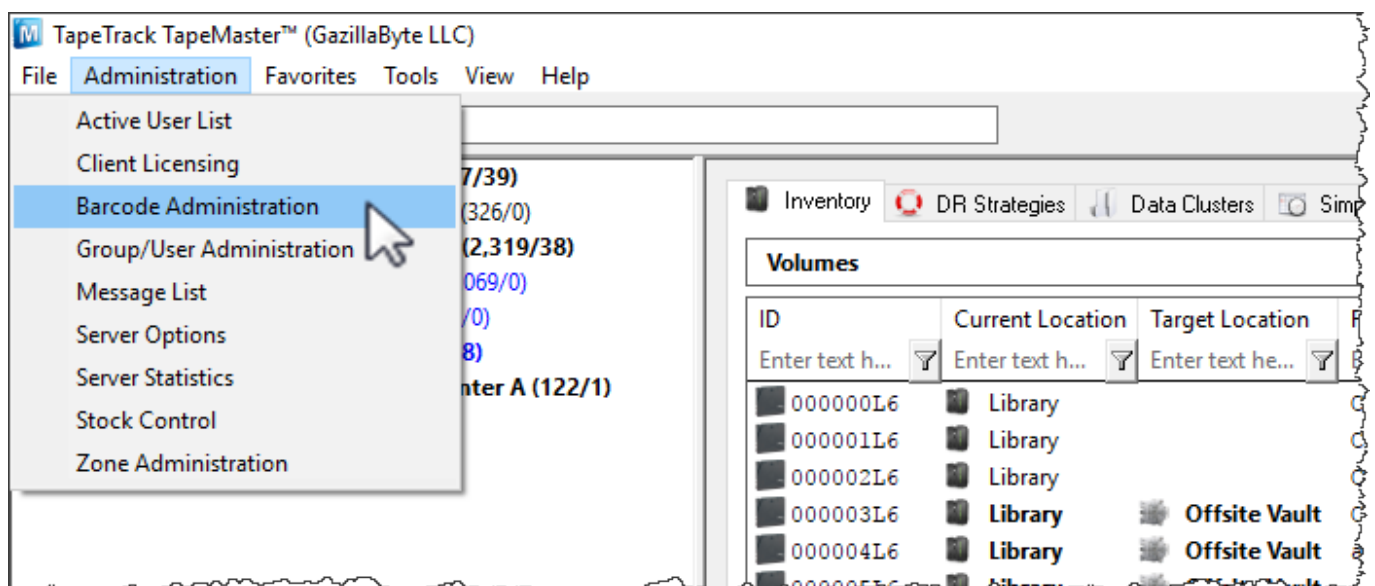 TapeTrack TapeMaster™ (GazillaByte LLC)
File Administration Favorites Tools View Help
Active User List
Client Licensing
Barcode Administration
Group/User Administration
Message List
Server Options
Server Statistics
Stock Control
Zone Administration
7/39)
(326/0)
(2,319/38)
069/0)
/0)
8)
nter A (122/1)
Inventory DR Strategies Data Clusters Simp
Volumes
ID Current Location Target Location
Enter text h... Enter text h... Enter text he...
000000L6 Library
000001L6 Library
000002L6 Library
000003L6 Library Offsite Vault
000004L6 Library Offsite Vault